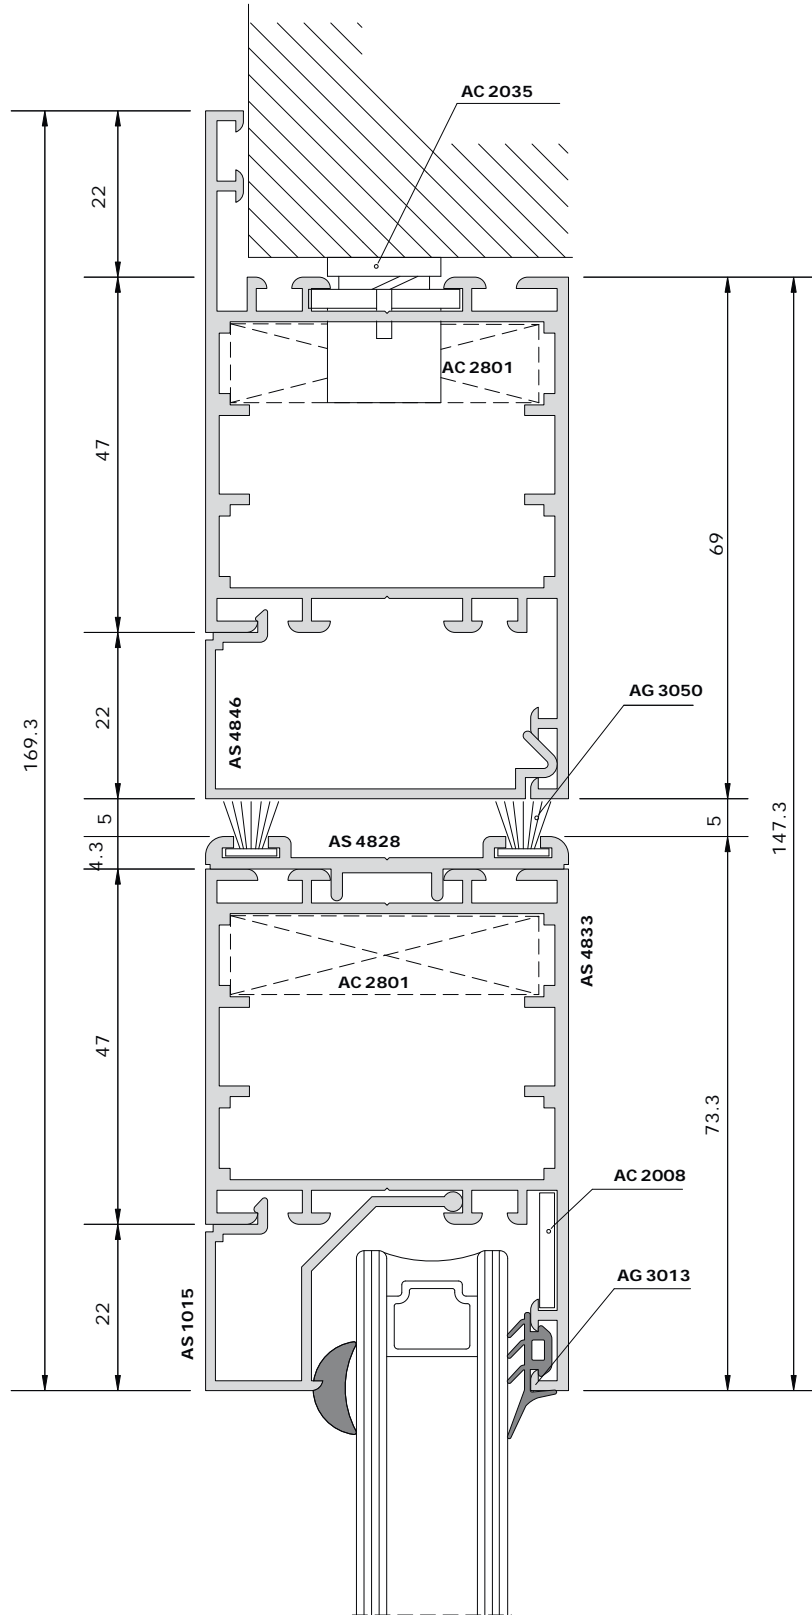 AC 2035
22
47
AC 2801
69
169.3
22
AS 4846
AG 3050
5
5
147.3
4.3
AS 4828
AS 4833
AC 2801
47
73.3
AC 2008
AG 3013
22
AS 1015